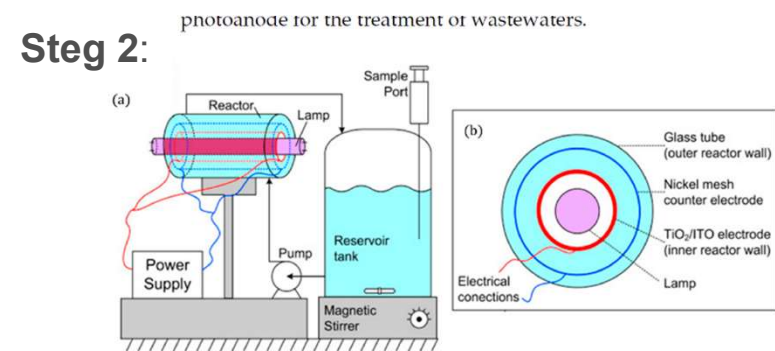 photoanode for the treatment of wastewaters.
Steg 2:
(a)
Sample
Port
Reactor
Lamp
Reservoir
tank
Pump
Power
Supply
Magnetic
Stirrer
(b)
Glass tube
(outer reactor wall)
Nickel mesh
counter electrode
TiO₂/ITO electrode
(inner reactor wall)
Lamp
Electrical
conections